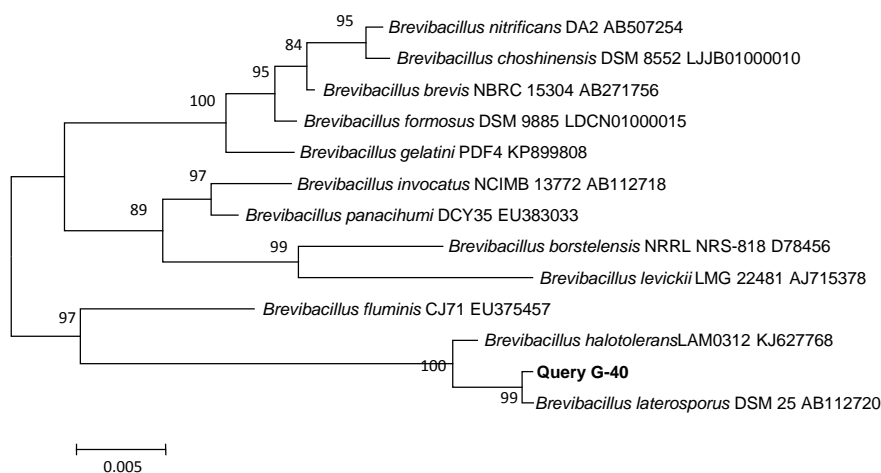 95
Brevibacillus nitrificans DA2 AB507254
84
Brevibacillus choshinensis DSM 8552 LJJB01000010
95
Brevibacillus brevis NBRC 15304 AB271756
100
Brevibacillus formosus DSM 9885 LDCN01000015
Brevibacillus gelatini PDF4 KP899808
97
Brevibacillus invocatus NCIMB 13772 AB112718
89
Brevibacillus panacihumi DCY35 EU383033
99
Brevibacillus borstelensis NRRL NRS-818 D78456
Brevibacillus levickii LMG 22481 AJ715378
97
Brevibacillus fluminis CJ71 EU375457
Brevibacillus halotoleransLAM0312 KJ627768
100
Query G-40
99
Brevibacillus laterosporus DSM 25 AB112720
0.005